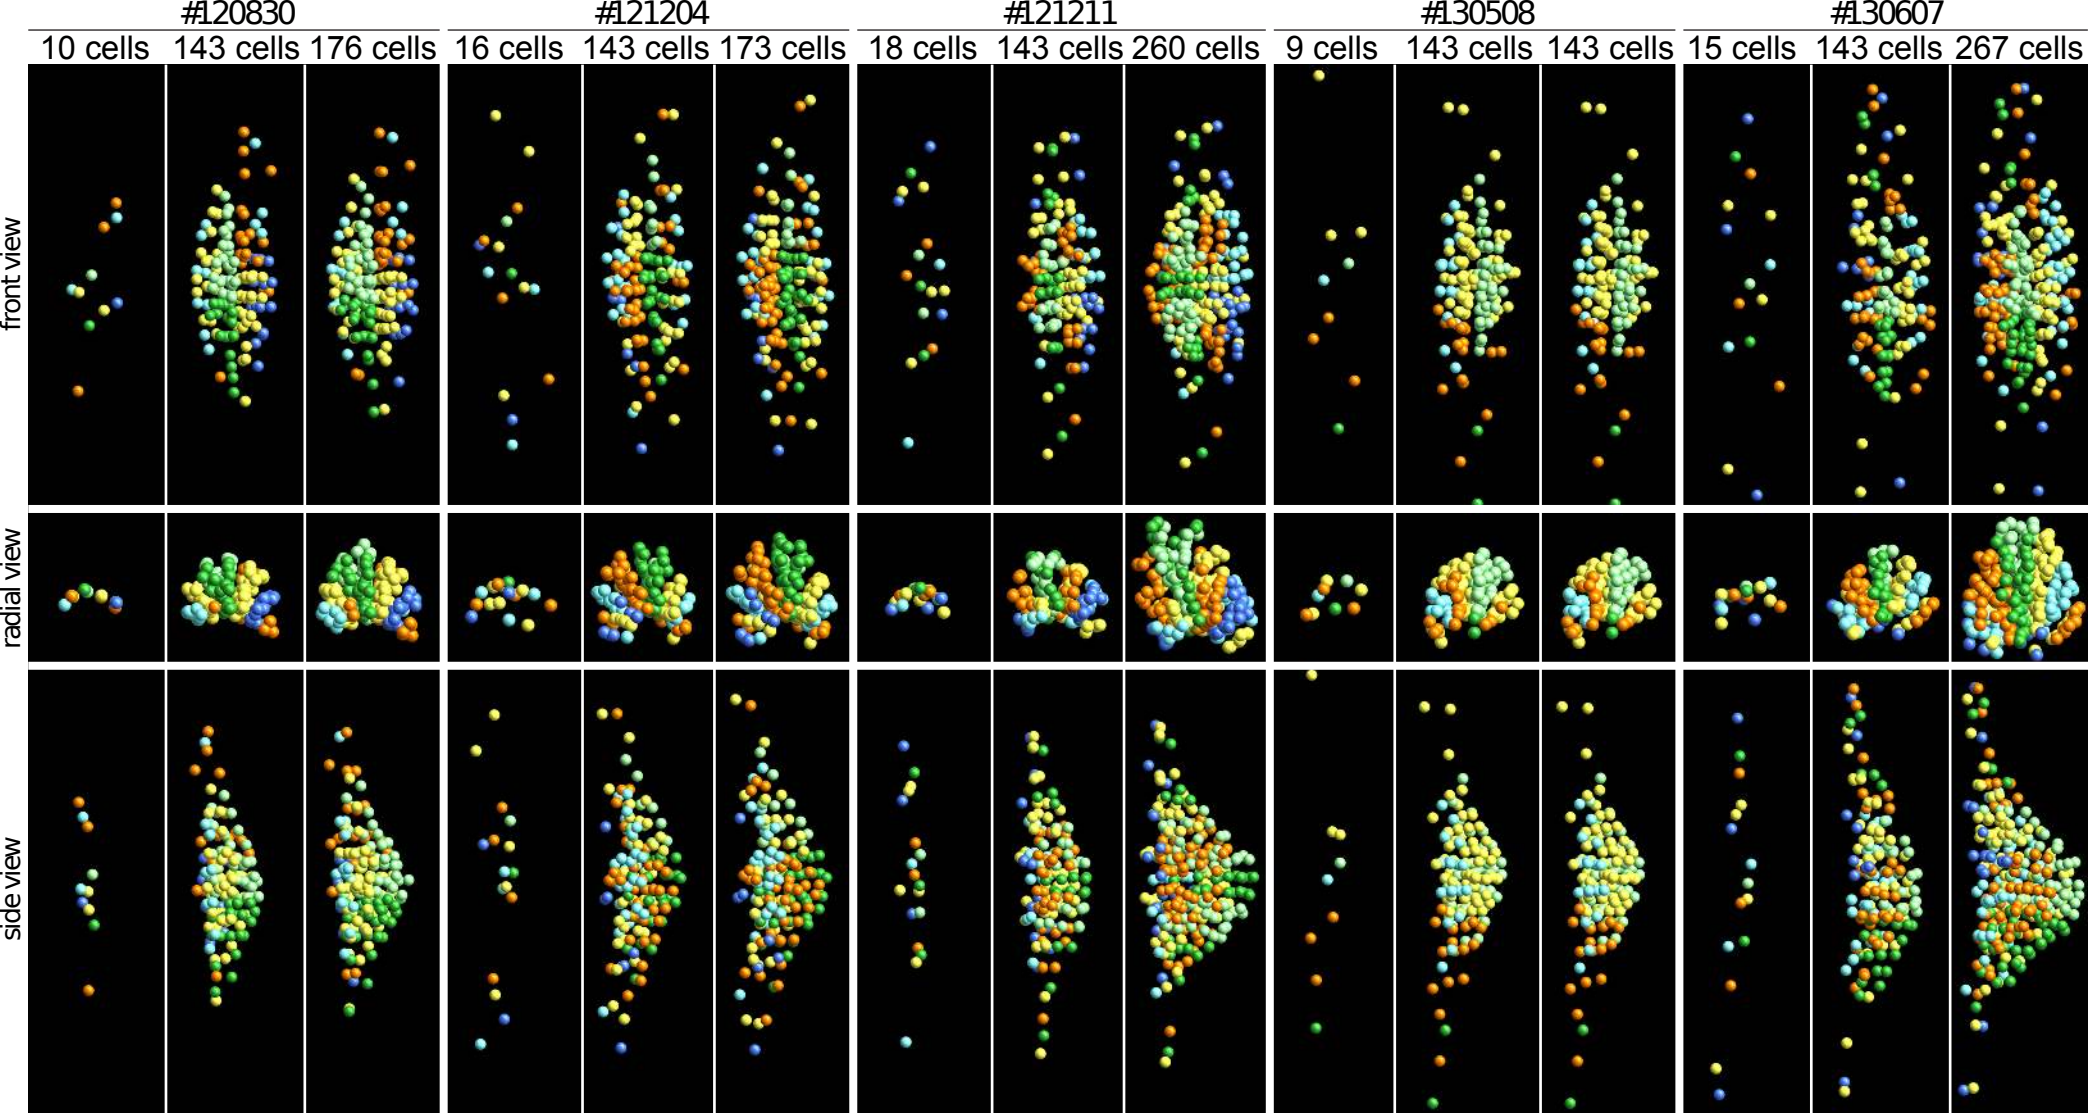 #120830 #121204 #121211 #130508 #130607
10 cells 143 cells 176 cells 16 cells 143 cells 173 cells 18 cells 143 cells 260 cells 9 cells 143 cells 143 cells 15 cells 143 cells 267 cells
front view
radial view
side view